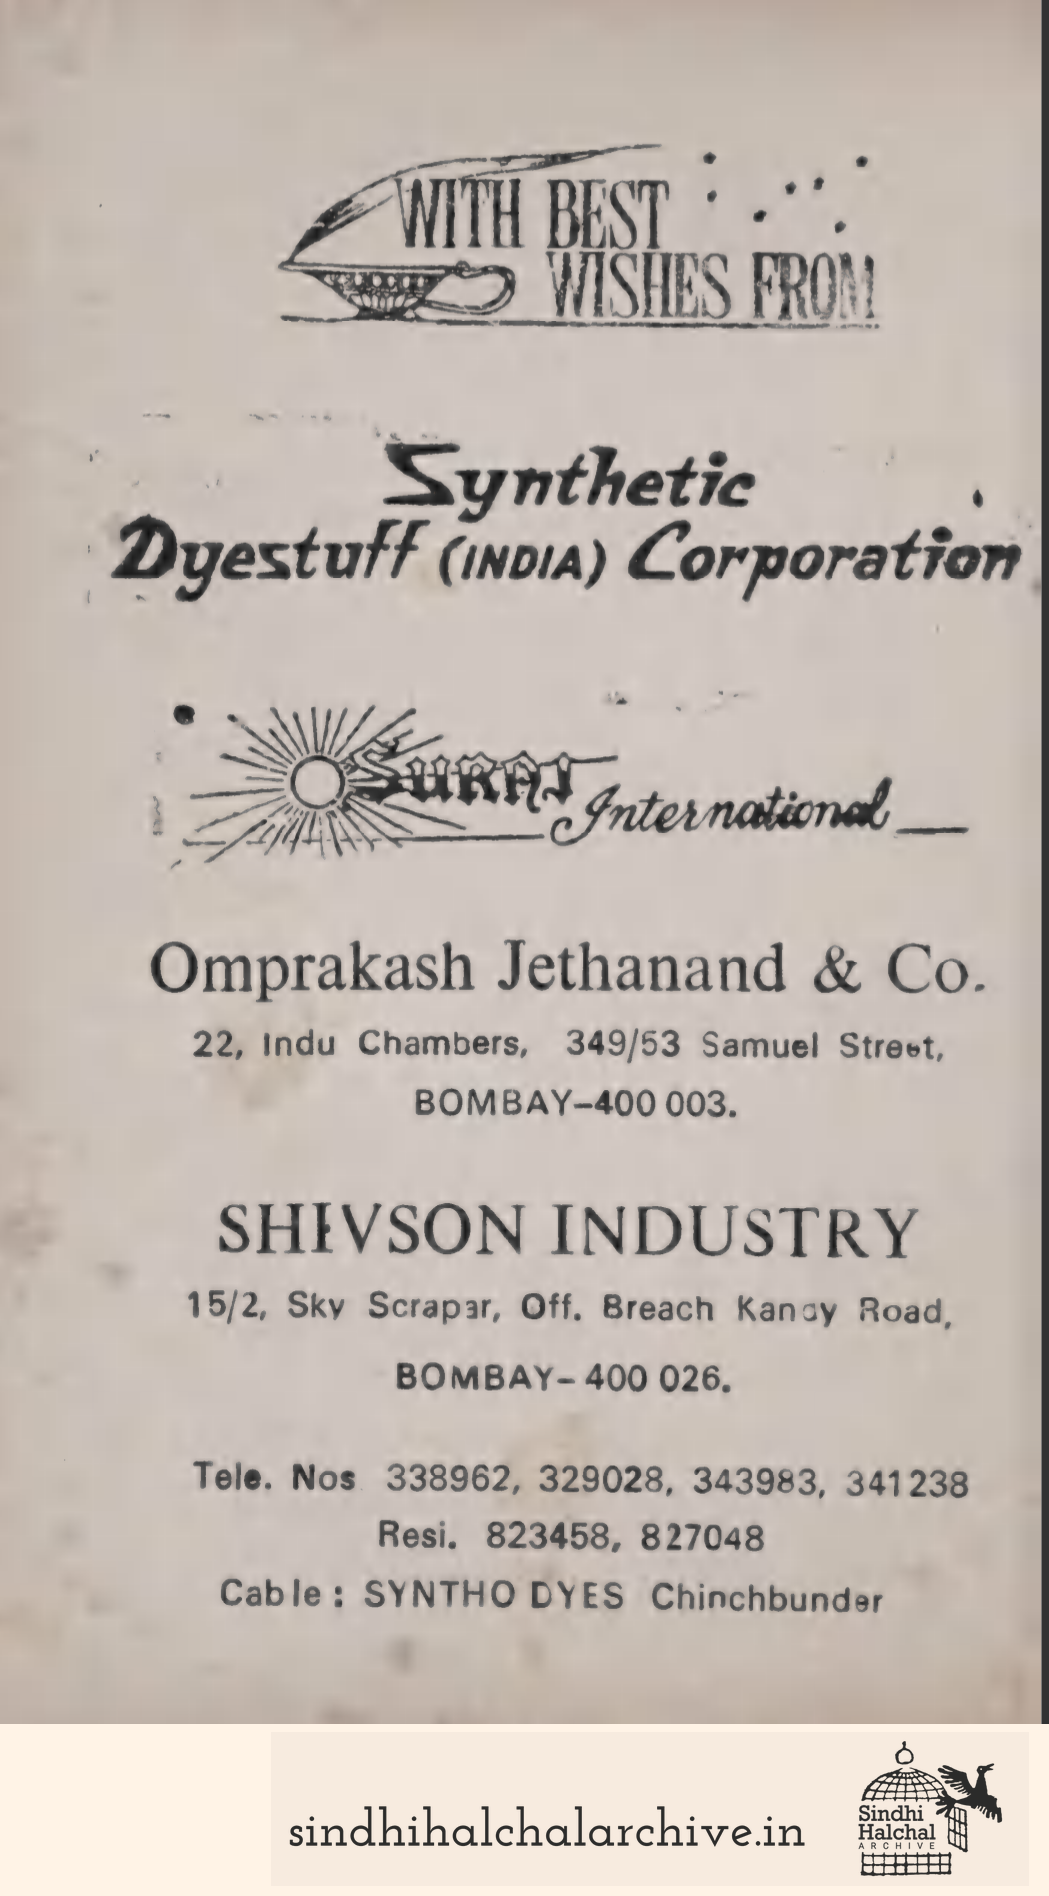 WITH BEST
WISHES FROM
Synthetic
Dyestuff (INDIA) Corporation
SURAJ International
Omprakash Jethanand & Co.
22, Indu Chambers, 349/53 Samuel Street,
BOMBAY-400 003.
SHIVSON INDUSTRY
15/2, Sky Scrapar, Off. Breach Kandy Road,
BOMBAY-400 026.
Tele. Nos 338962, 329028, 343983, 341238
Resi. 823458, 827048
Cable : SYNTHO DYES Chinchbunder
sindhihalchalarchive.in
Sindhi
Halchal
ARCHIVE